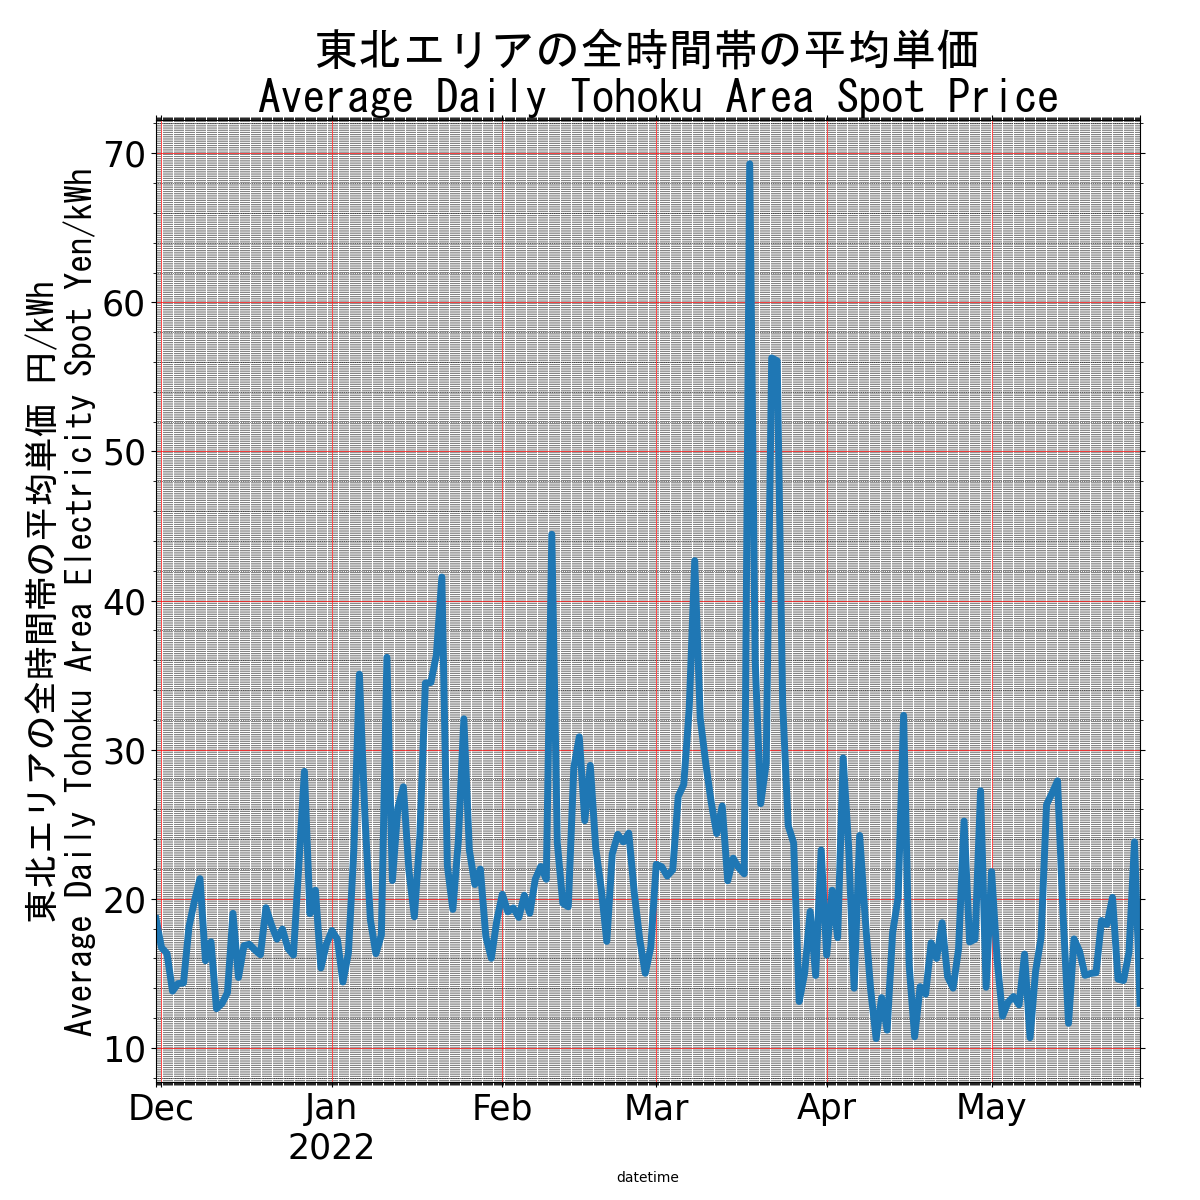 東北エリアの全時間帯の平均単価
Average Daily Tohoku Area Spot Price
東北エリアの全時間帯の平均単価 円/kWh
Average Daily Tohoku Area Electricity Spot Yen/kWh
70
60
50
40
30
20
10
Dec
Jan
2022
Feb
Mar
Apr
May
datetime